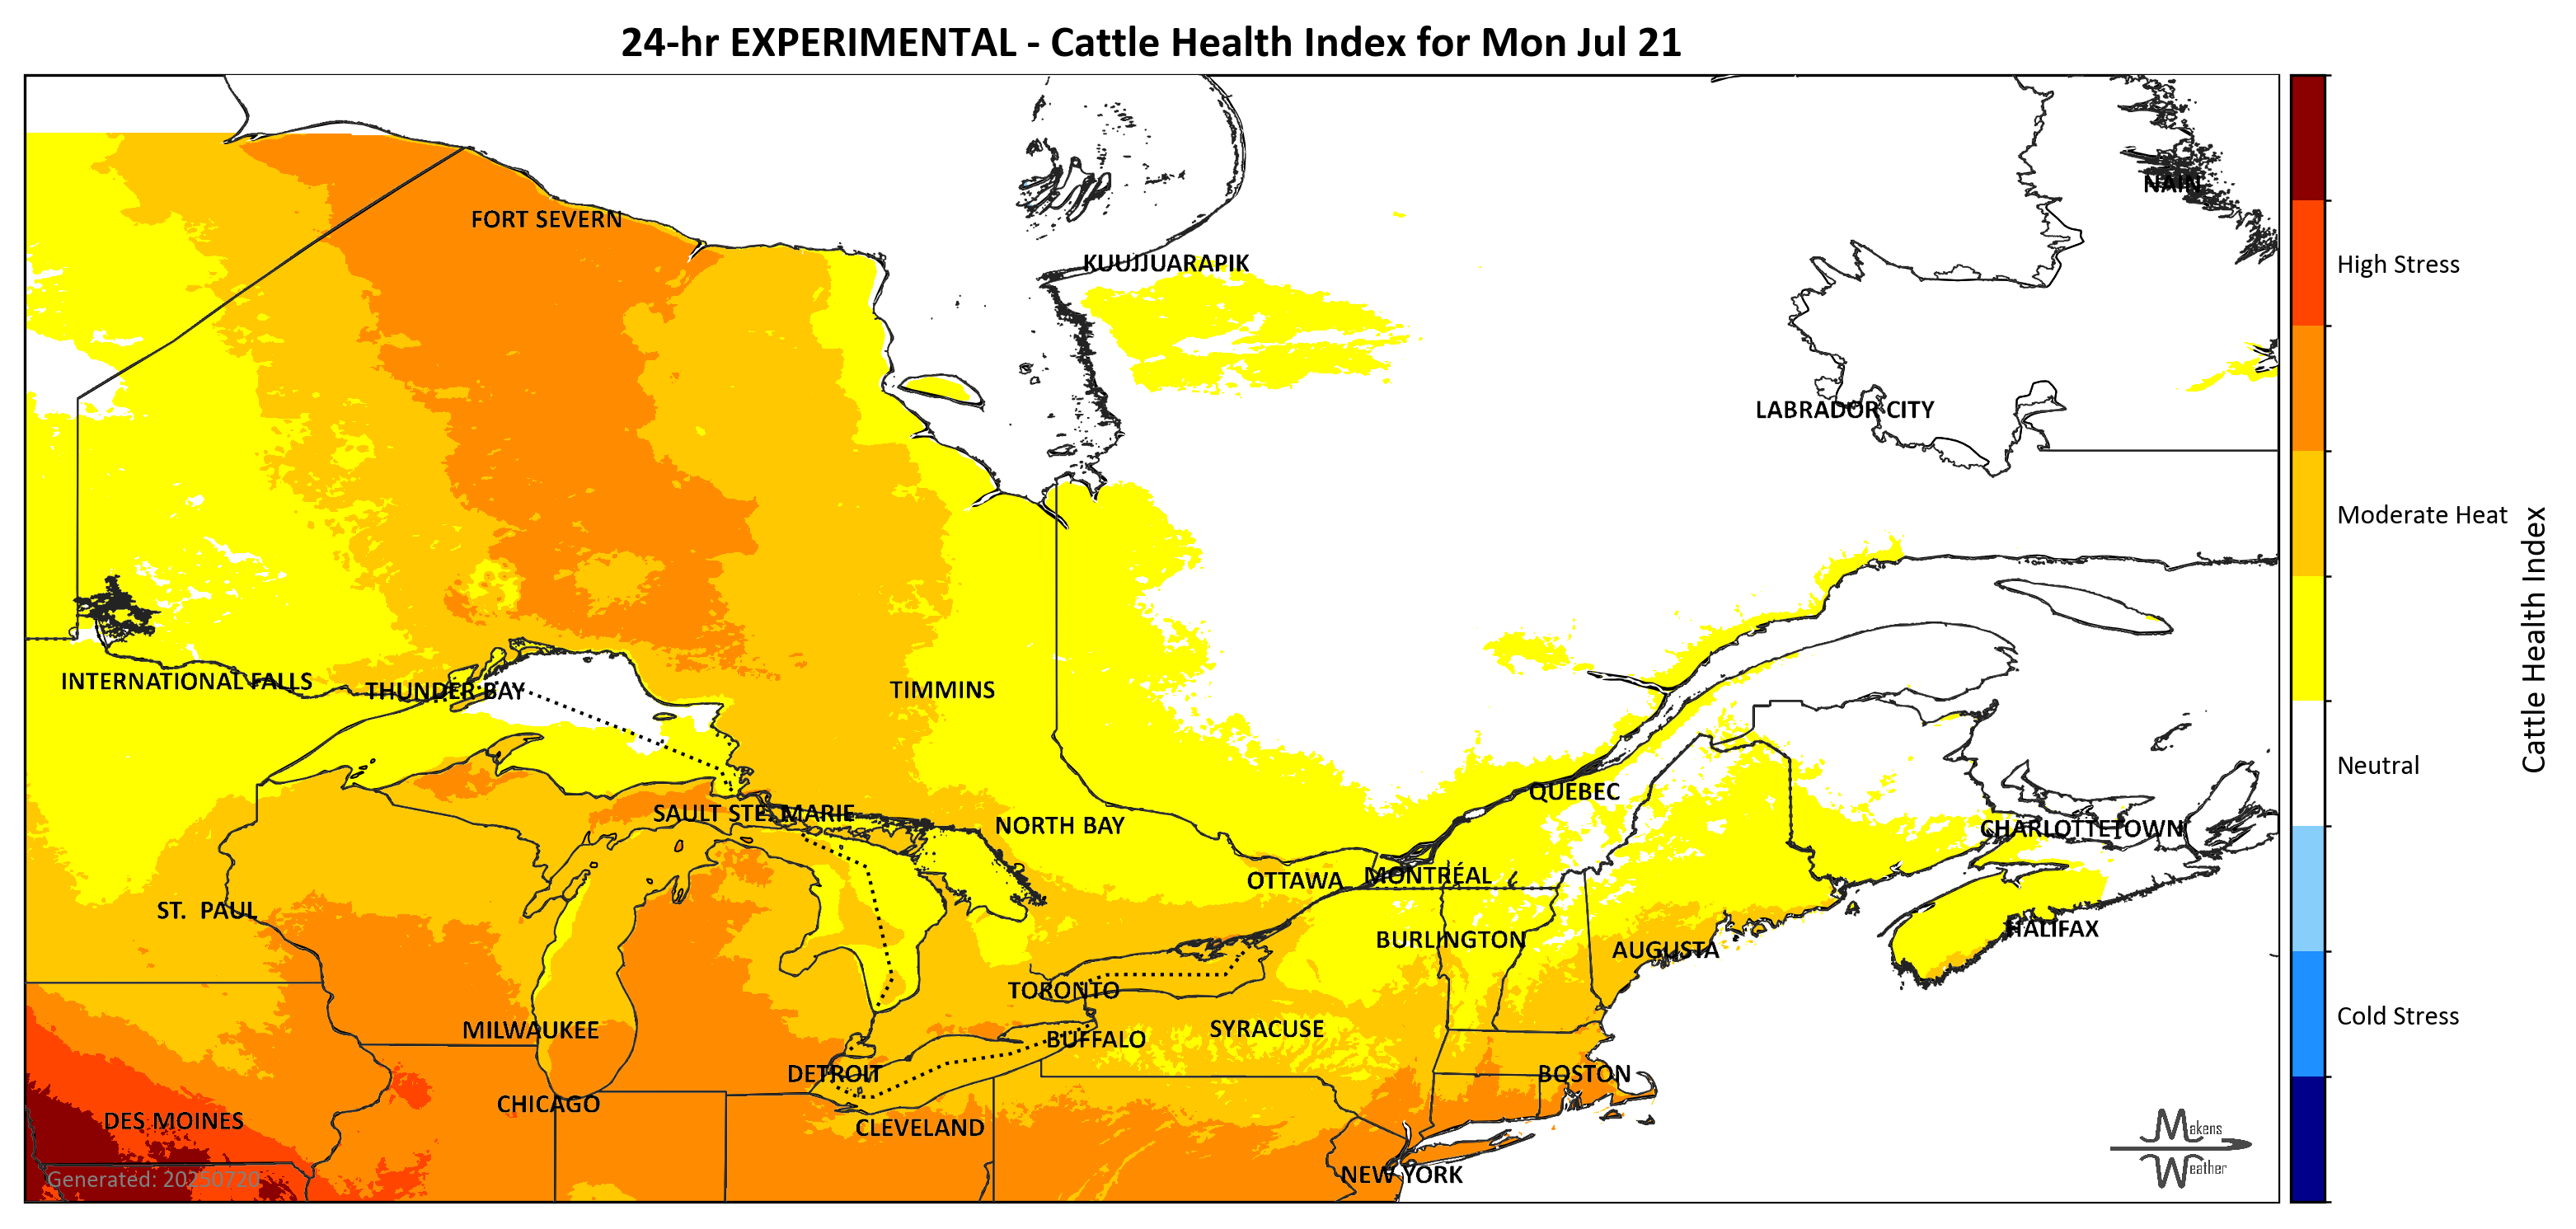 24-hr EXPERIMENTAL - Cattle Health Index for Mon Jul 21
NAIN
FORT SEVERN
KUUJJUARAPIK
High Stress
LABRADOR CITY
Moderate Heat
Cattle Health Index
INTERNATIONAL FALLS
THUNDER BAY
TIMMINS
Neutral
QUEBEC
SAULT STE. MARIE
NORTH BAY
CHARLOTTETOWN
OTTAWA
MONTRÉAL
ST. PAUL
HALIFAX
BURLINGTON
AUGUSTA
TORONTO
Cold Stress
MILWAUKEE
SYRACUSE
BUFFALO
DETROIT
BOSTON
CHICAGO
DES MOINES
CLEVELAND
Makens
Weather
NEW YORK
Generated: 20250720